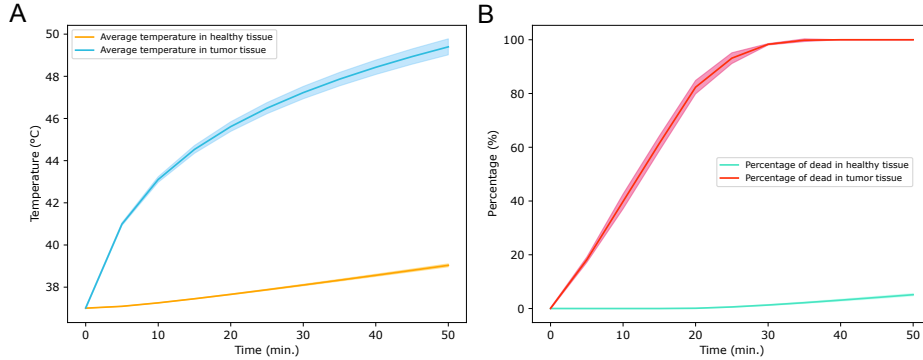 A
Average temperature in healthy tissue
Average temperature in tumor tissue
Temperature (°C)
50
48
46
44
42
40
38
0 10 20 30 40 50
Time (min.)
B
Percentage of dead in healthy tissue
Percentage of dead in tumor tissue
Percentage (%)
100
80
60
40
20
0
0 10 20 30 40 50
Time (min.)